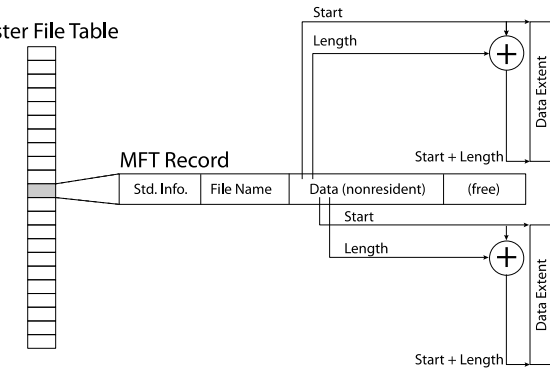 Start
ster File Table
Length
+
Data Extent
Start + Length
MFT Record
Std. Info.
File Name
Data (nonresident)
(free)
Start
Length
+
Data Extent
Start + Length